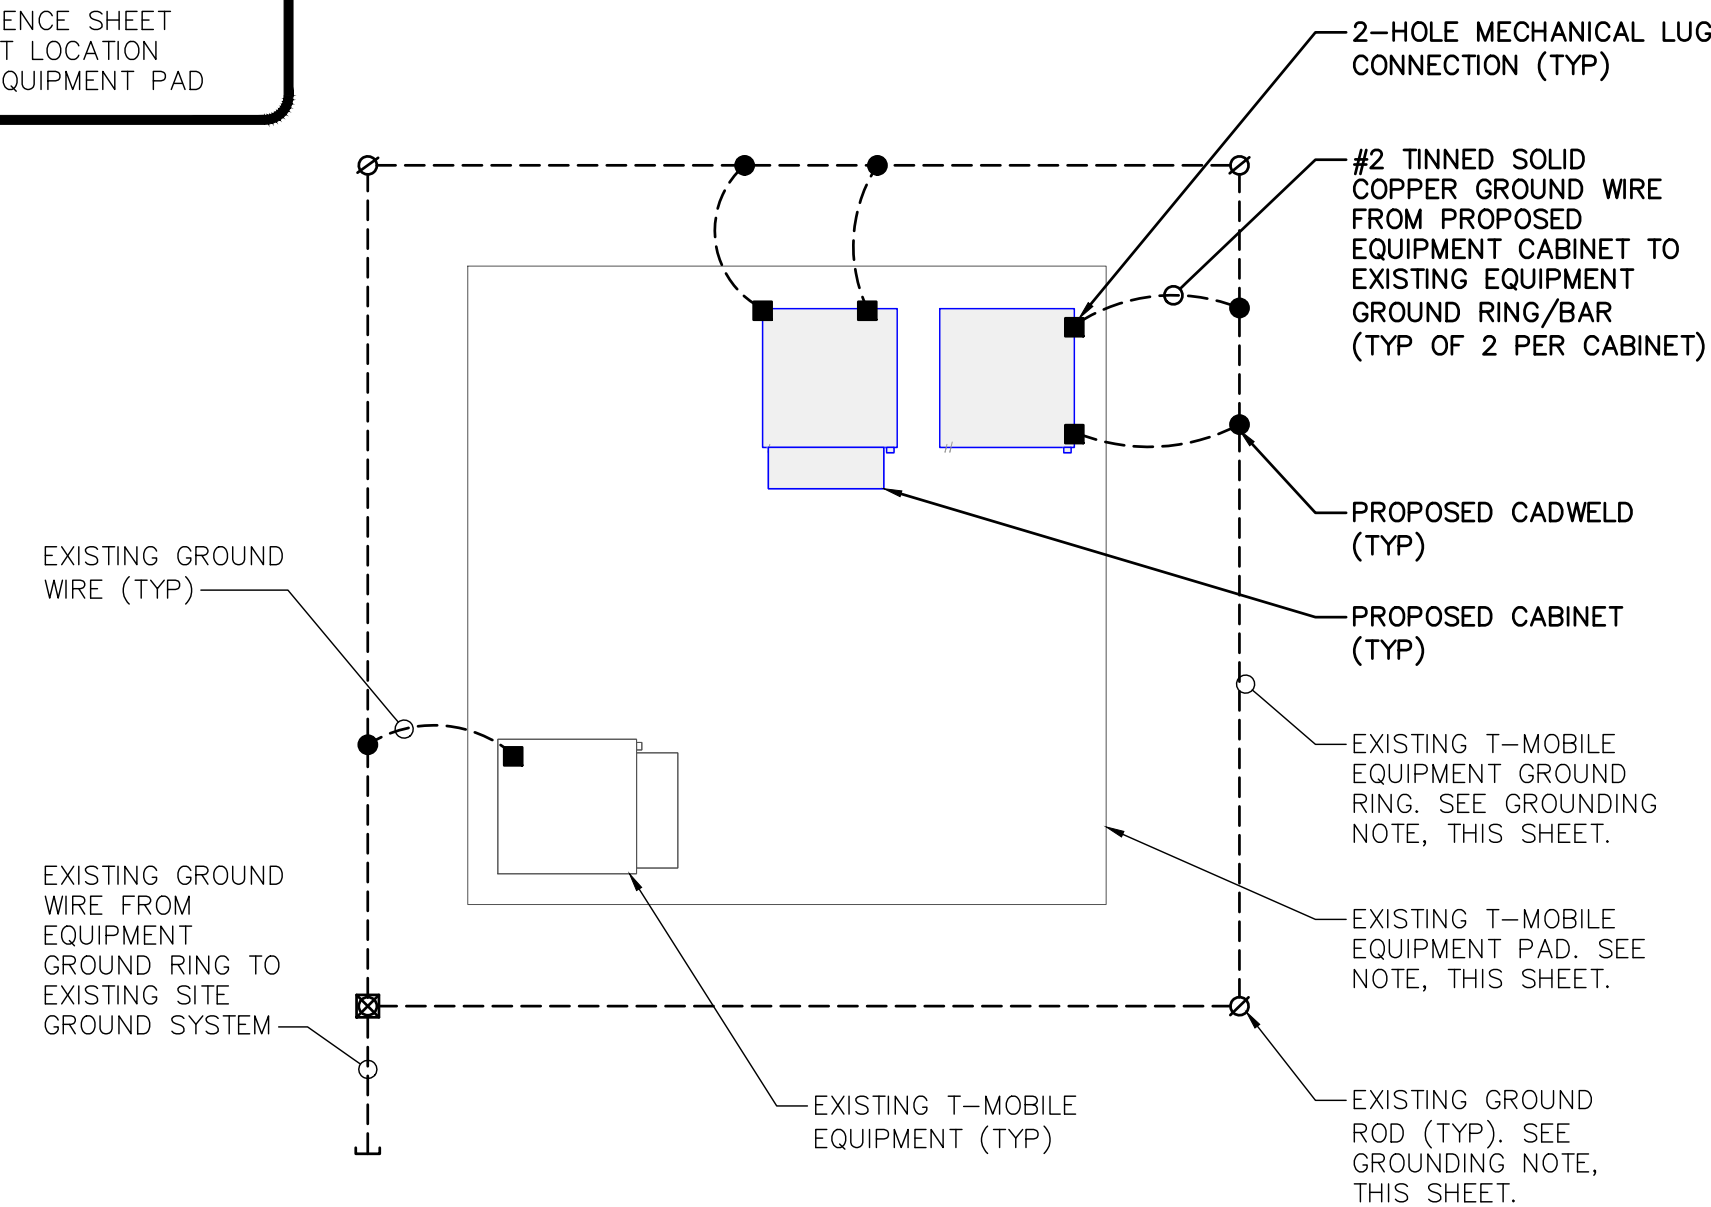 SHEET
LOCATION
PAD
2-HOLE MECHANICAL LUG
CONNECTION (TYP)
#2 TINNED SOLID
COPPER GROUND WIRE
FROM PROPOSED
EQUIPMENT CABINET TO
EXISTING EQUIPMENT
GROUND RING/BAR
(TYP OF 2 PER CABINET)
PROPOSED CADWELD
(TYP)
PROPOSED CABINET
(TYP)
EXISTING T-MOBILE
EQUIPMENT GROUND
RING. SEE GROUNDING
NOTE, THIS SHEET.
EXISTING T-MOBILE
EQUIPMENT PAD. SEE
NOTE, THIS SHEET.
EXISTING GROUND
ROD (TYP). SEE
GROUNDING NOTE,
THIS SHEET.
EXISTING GROUND
WIRE (TYP)
EXISTING GROUND
WIRE FROM
EQUIPMENT
GROUND RING TO
EXISTING SITE
GROUND SYSTEM
EXISTING T-MOBILE
EQUIPMENT (TYP)